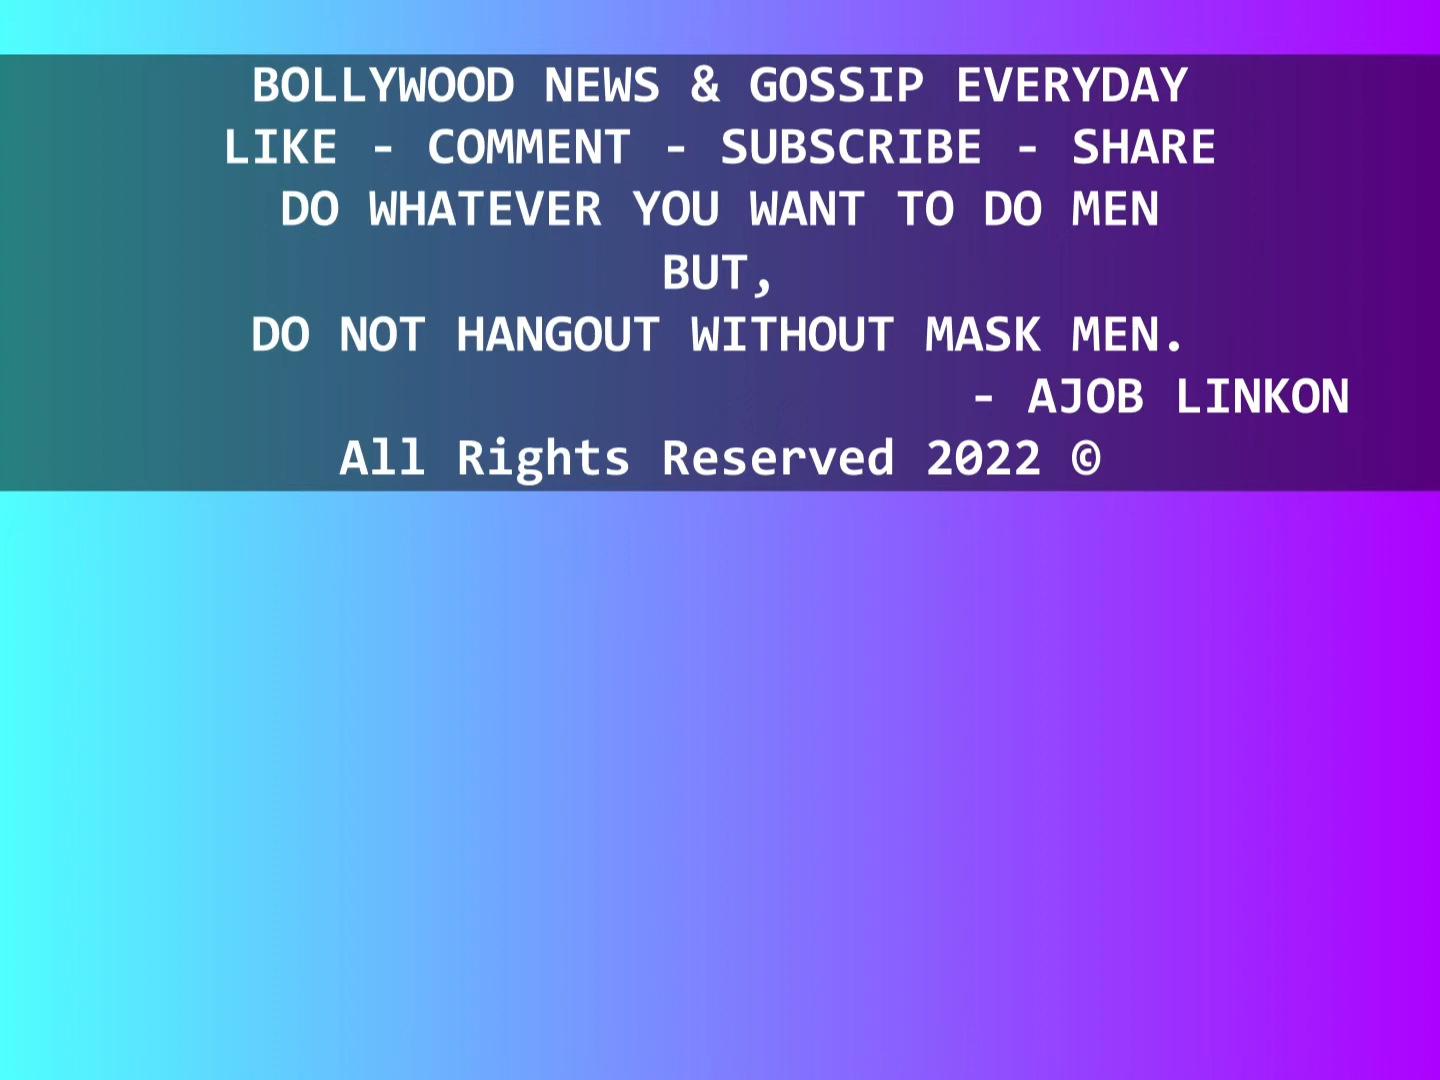 BOLLYWOOD NEWS & GOSSIP EVERYDAY
LIKE - COMMENT - SUBSCRIBE - SHARE
DO WHATEVER YOU WANT TO DO MEN
BUT,
DO NOT HANGOUT WITHOUT MASK MEN.
- AJOB LINKON
All Rights Reserved 2022 ©